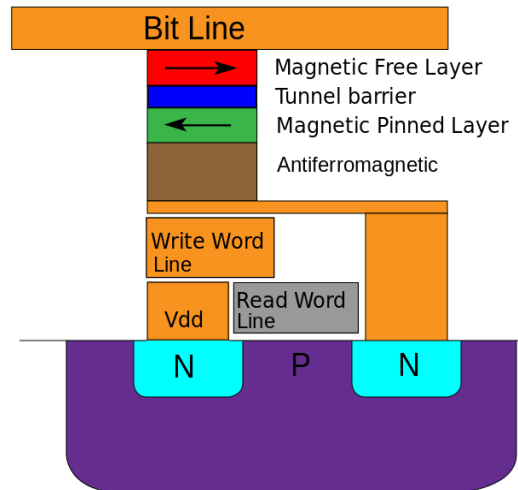 Bit Line
Magnetic Free Layer
Tunnel barrier
Magnetic Pinned Layer
Antiferromagnetic
Write Word
Line
Vdd
Read Word
Line
N
P
N